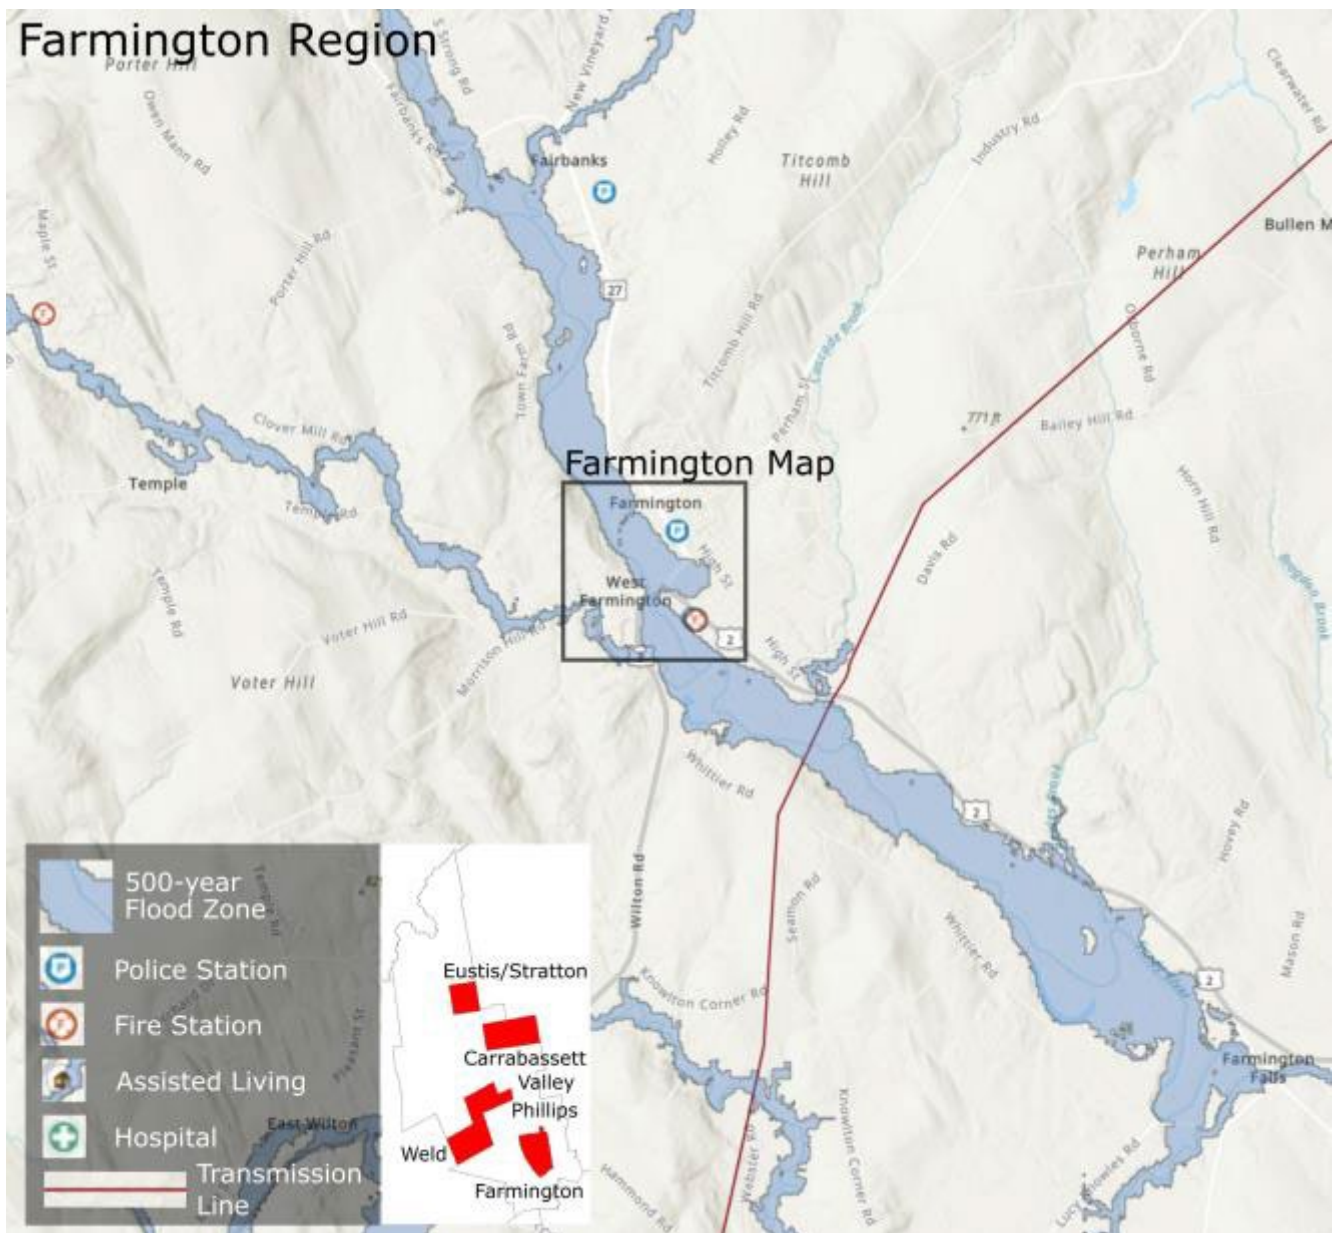 Farmington Region
Porter Hill
S Strong Rd
New Vineyard
Owen Mann Rd
Fairbanks Rd
Fairbanks
P
Holley Rd
Titcomb
Hill
Industry Rd
Clearwater Rd
Maple St
F
Porter Hill Rd
27
Town Farm Rd
Titcomb Hill Rd
Cascade Brook
Perham St
Bullen M
Perham
Hill
Osborne Rd
771 ft
Bailey Hill Rd
Clover Mill Rd
Temple
Temple Rd
Farmington Map
Farmington
P
High St
West
Farmington
F
2
2
High St
Davis Rd
Horn Hill Rd
Temple Rd
Voter Hill Rd
Morrison Hill Rd
Voter Hill
Whittier Rd
2
Hovey Rd
Wilton Rd
Seamon Rd
Whittier Rd
Mason Rd
2
Knowlton Corner Rd
Farmington
Falls
Knowlton Corner Rd
Webster Rd
Hammond Rd
Lucy Knowles Rd
500-year
Flood Zone
Temple Rd
P
Police Station
F
Fire Station
Pleasant St
Assisted Living
Hospital
East Wilton
Transmission
Line
Eustis/Stratton
Carrabassett
Valley
Phillips
Weld
Farmington